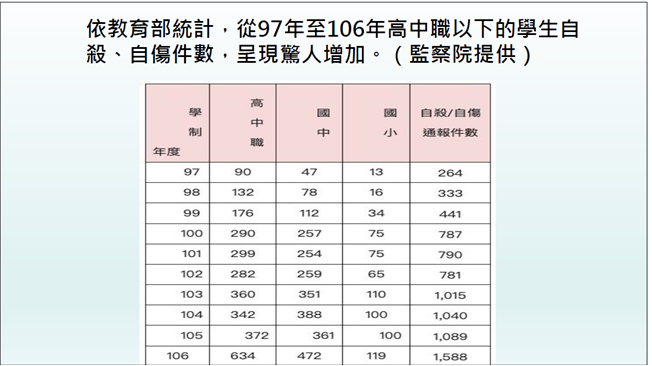 依教育部統計，從97年至106年高中職以下的學生自
殺、自傷件數，呈現驚人增加。（監察院提供）
學制 年度 高中職 國中 國小 自殺/自傷通報件數
97 90 47 13 264
98 132 78 16 333
99 176 112 34 441
100 290 257 75 787
101 299 254 75 790
102 282 259 65 781
103 360 351 110 1,015
104 342 388 100 1,040
105 372 361 100 1,089
106 634 472 119 1,588